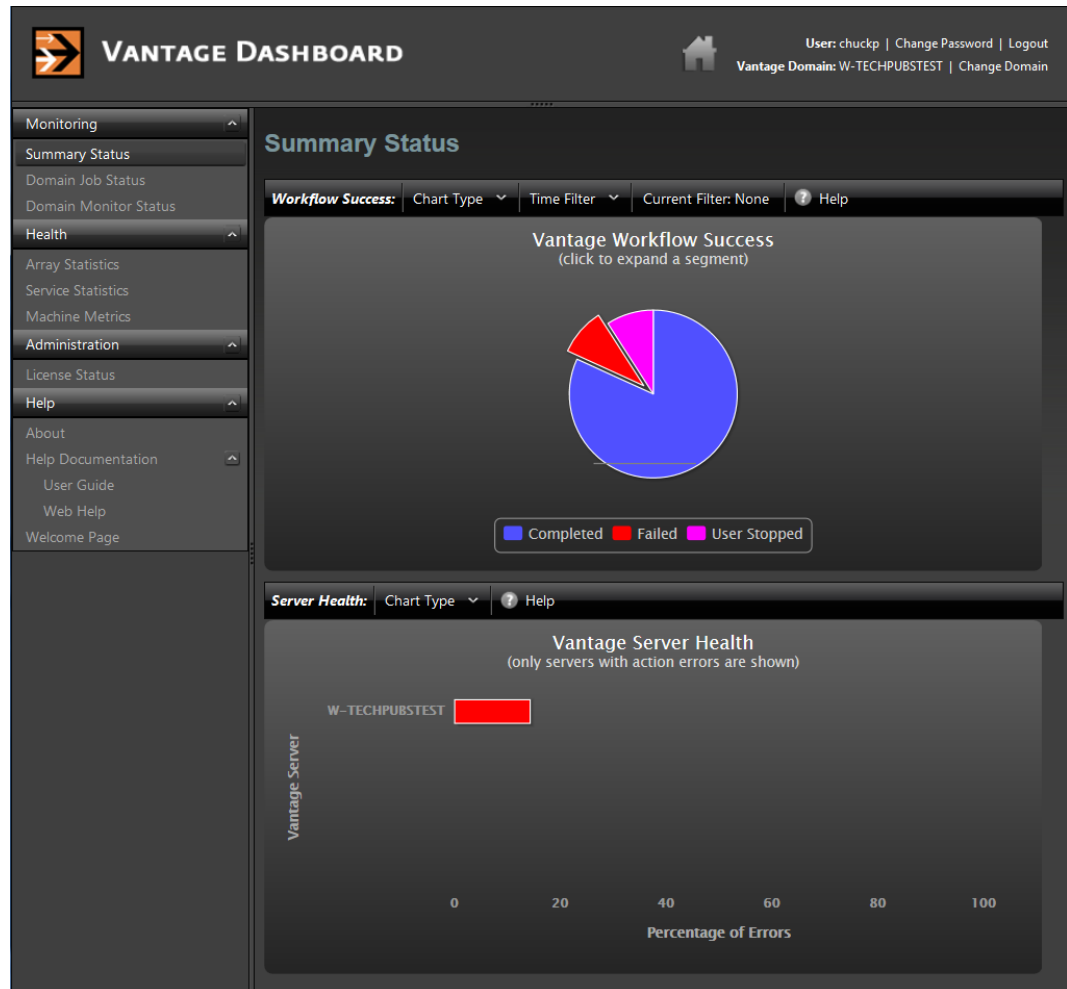 VANTAGE DASHBOARD
User: chuckp | Change Password | Logout
Vantage Domain: W-TECHPUBSTEST | Change Domain
Monitoring
Summary Status
Domain Job Status
Domain Monitor Status
Health
Array Statistics
Service Statistics
Machine Metrics
Administration
License Status
Help
About
Help Documentation
User Guide
Web Help
Welcome Page
Summary Status
Workflow Success: Chart Type Time Filter Current Filter: None ? Help
Vantage Workflow Success
(click to expand a segment)
Completed Failed User Stopped
Server Health: Chart Type ? Help
Vantage Server Health
(only servers with action errors are shown)
W-TECHPUBSTEST
Vantage Server
0 20 40 60 80 100
Percentage of Errors